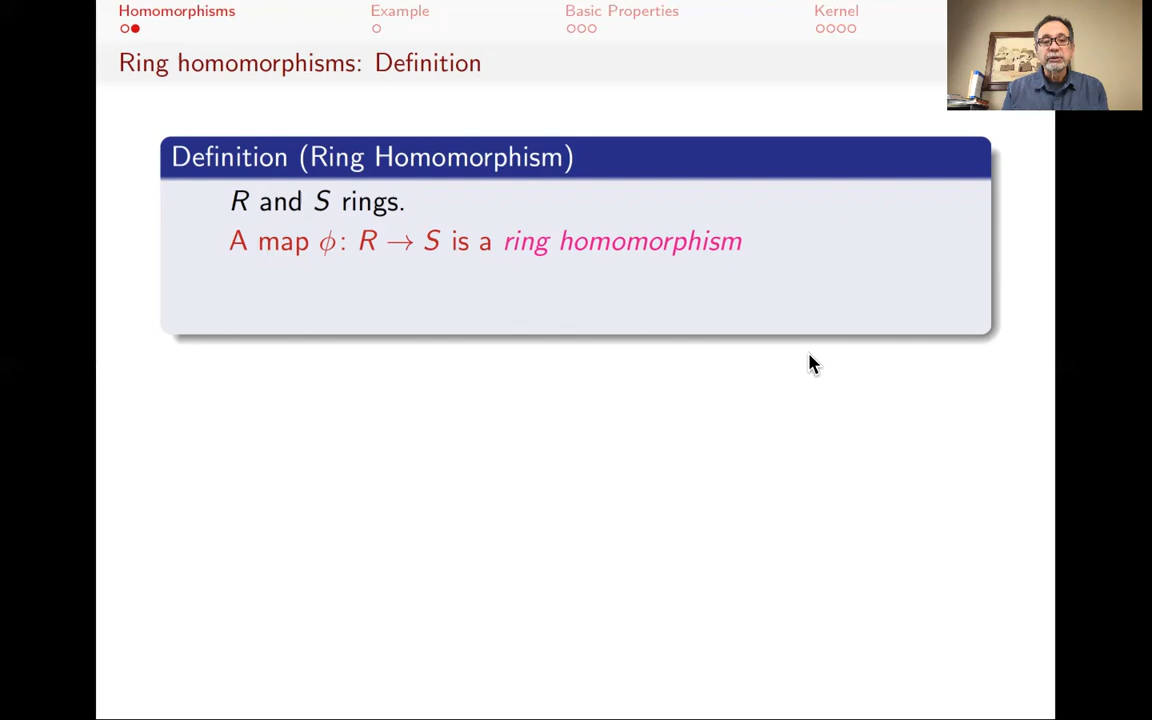 Homomorphisms Example Basic Properties Kernel
Ring homomorphisms: Definition
Definition (Ring Homomorphism)
R and S rings.
A map ϕ: R → S is a ring homomorphism